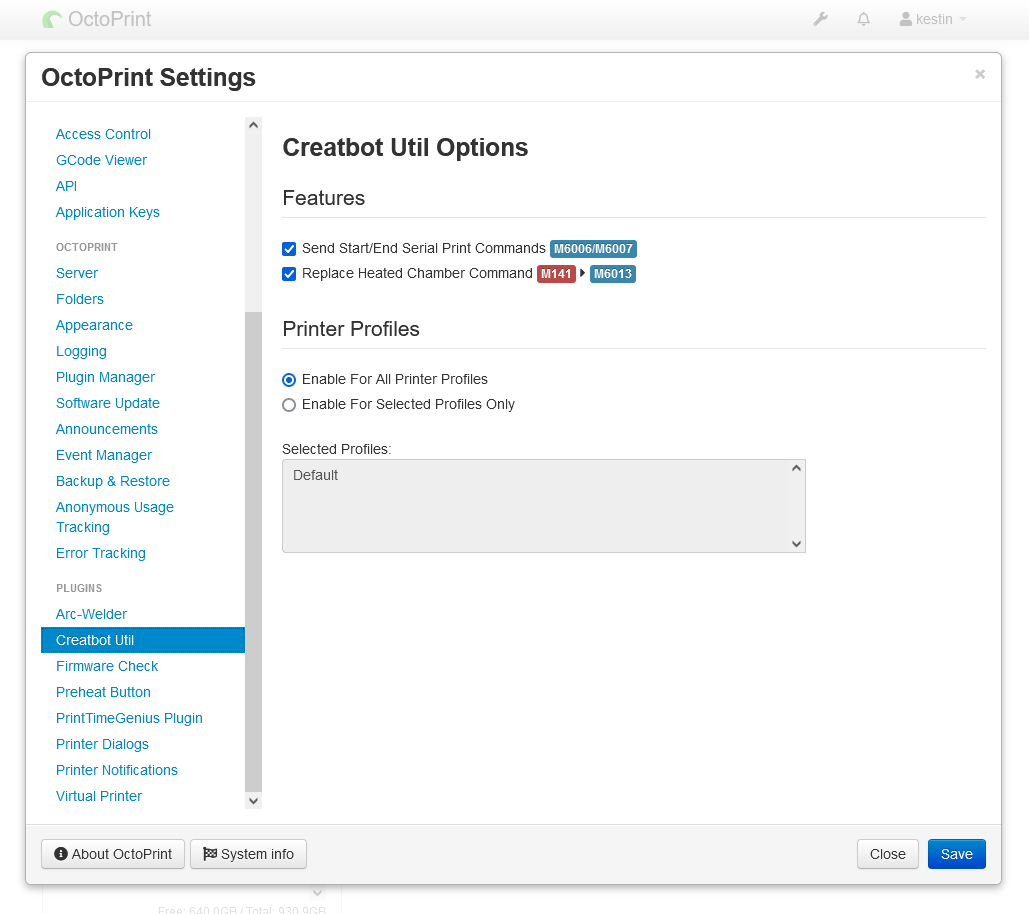 OctoPrint
kestin
OctoPrint Settings
×
Access Control
GCode Viewer
API
Application Keys
OCTOPRINT
Server
Folders
Appearance
Logging
Plugin Manager
Software Update
Announcements
Event Manager
Backup & Restore
Anonymous Usage
Tracking
Error Tracking
PLUGINS
Arc-Welder
Creatbot Util
Firmware Check
Preheat Button
PrintTimeGenius Plugin
Printer Dialogs
Printer Notifications
Virtual Printer
Creatbot Util Options
Features
Send Start/End Serial Print Commands M6006/M6007
Replace Heated Chamber Command M141 M6013
Printer Profiles
Enable For All Printer Profiles
Enable For Selected Profiles Only
Selected Profiles:
Default
About OctoPrint
System info
Close
Save
Free: 640.0GB / Total: 930.9GB